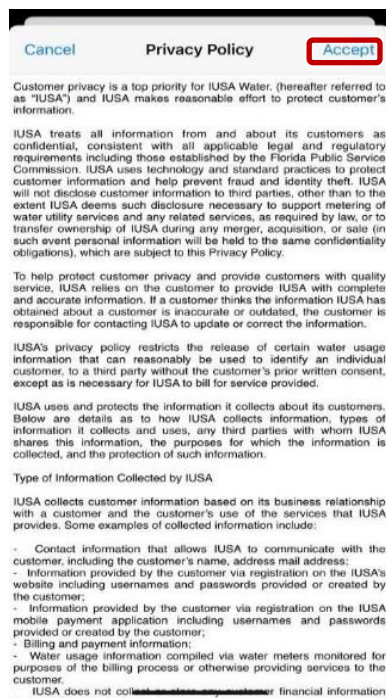 Cancel Privacy Policy Accept
Customer privacy is a top priority for IUSA Water. (hereafter referred to
as "IUSA") and IUSA makes reasonable effort to protect customer's
information.
IUSA treats all information from and about its customers as
confidential, consistent with all applicable legal and regulatory
requirements including those established by the Florida Public Service
Commission. IUSA uses technology and standard practices to protect
customer information and help prevent fraud and identity theft. IUSA
will not disclose customer information to third parties, other than to the
extent IUSA deems such disclosure necessary to support metering of
water utility services and any related services, as required by law, or to
transfer ownership of IUSA during any merger, acquisition, or sale (in
such event personal information will be held to the same confidentiality
obligations), which are subject to this Privacy Policy.
To help protect customer privacy and provide customers with quality
service, IUSA relies on the customer to provide IUSA with complete
and accurate information. If a customer thinks the information IUSA has
obtained about a customer is inaccurate or outdated, the customer is
responsible for contacting IUSA to update or correct the information.
IUSA's privacy policy restricts the release of certain water usage
information that can reasonably be used to identify an individual
customer, to a third party without the customer's prior written consent,
except as is necessary for IUSA to bill for service provided.
IUSA uses and protects the information it collects about its customers.
Below are details as to how IUSA collects information, types of
information it collects and uses, any third parties with whom IUSA
shares this information, the purposes for which the information is
collected, and the protection of such information.
Type of Information Collected by IUSA
IUSA collects customer information based on its business relationship
with a customer and the customer's use of the services that IUSA
provides. Some examples of collected information include:
- Contact information that allows IUSA to communicate with the
customer, including the customer's name, address mail address;
- Information provided by the customer via registration on the IUSA's
website including usernames and passwords provided or created by
the customer;
- Information provided by the customer via registration on the IUSA
mobile payment application including usernames and passwords
provided or created by the customer;
- Billing and payment information;
- Water usage information compiled via water meters monitored for
purposes of the billing process or otherwise providing services to the
customer.
IUSA does not collect or store any customer financial information